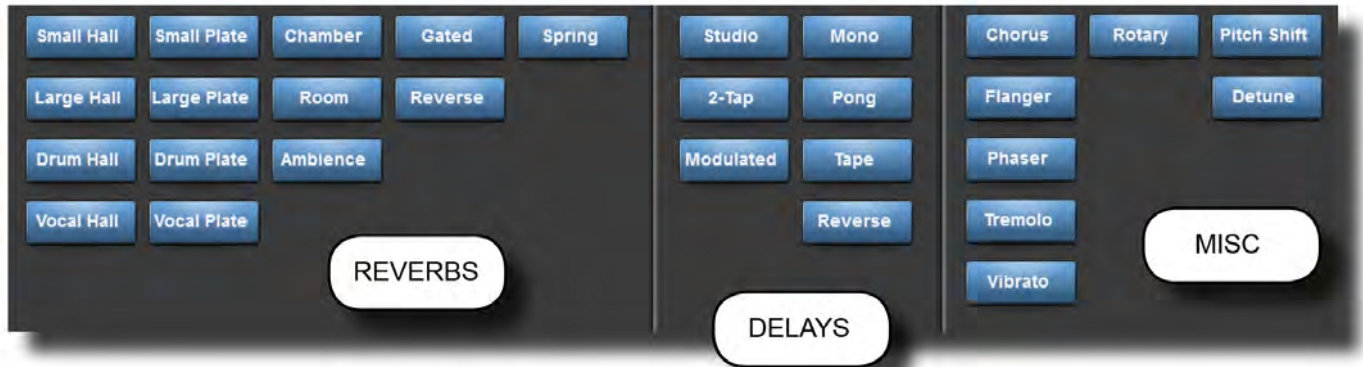 Small Hall Small Plate Chamber Gated Spring
Large Hall Large Plate Room Reverse
Drum Hall Drum Plate Ambience
Vocal Hall Vocal Plate
REVERBS
Studio Mono
2-Tap Pong
Modulated Tape
Reverse
DELAYS
Chorus Rotary Pitch Shift
Flanger Detune
Phaser
Tremolo
Vibrato
MISC